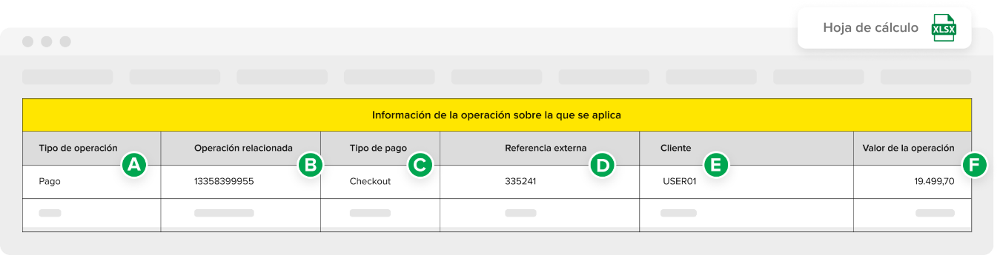 Hoja de cálculo XLSX
Información de la operación sobre la que se aplica
Tipo de operación Operación relacionada Tipo de pago Referencia externa Cliente Valor de la operación
A B C D E F
Pago 13358399955 Checkout 335241 USER01 19.499,70